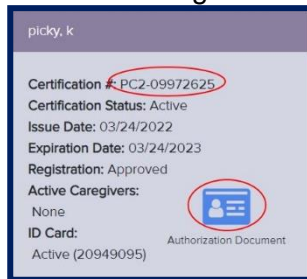 picky, k
Certification #: PC2-09972625
Certification Status: Active
Issue Date: 03/24/2022
Expiration Date: 03/24/2023
Registration: Approved
Active Caregivers:
None
ID Card:
Active (20949095)
Authorization Document